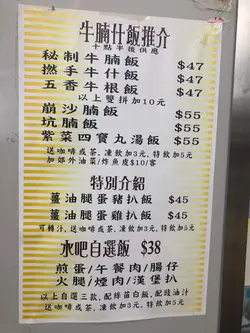 牛腩什飯推介
十點半後供應
秘制牛腩飯 $47
撚手牛什飯 $47
五香牛根飯 $47
以上雙拼加10元
崩沙腩飯 $55
坑腩飯 $55
紫菜四寶丸湯飯 $55
送咖啡或茶，凍飲加3元、特飲加5元
加郊外油菜/炸魚皮$10/客
特別介紹
薑油腿蛋豬扒飯 $45
薑油腿蛋雞扒飯 $45
可轉汁，送咖啡或茶，凍飲加3元，特飲加5元
水吧自選飯 $38
煎蛋/午餐肉/腸仔
火腿/煙肉/漢堡扒
以上自選三款，配絲苗白飯，配豉油汁
送咖啡或茶，凍飲加3元，特飲加5元